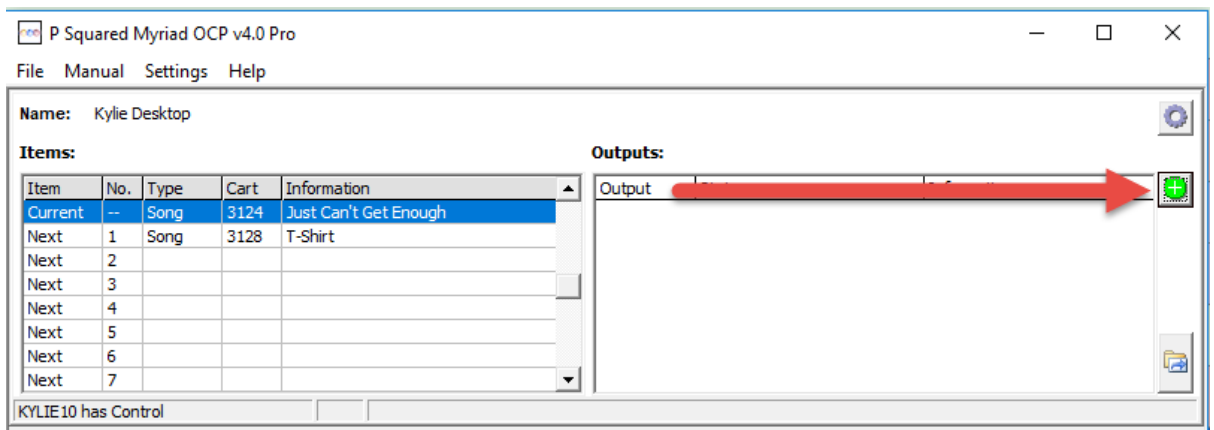 P Squared Myriad OCP v4.0 Pro
File Manual Settings Help
Name: Kylie Desktop
Items: Outputs:
Item No. Type Cart Information Output
Current -- Song 3124 Just Can't Get Enough
Next 1 Song 3128 T-Shirt
Next 2
Next 3
Next 4
Next 5
Next 6
Next 7
KYLIE10 has Control